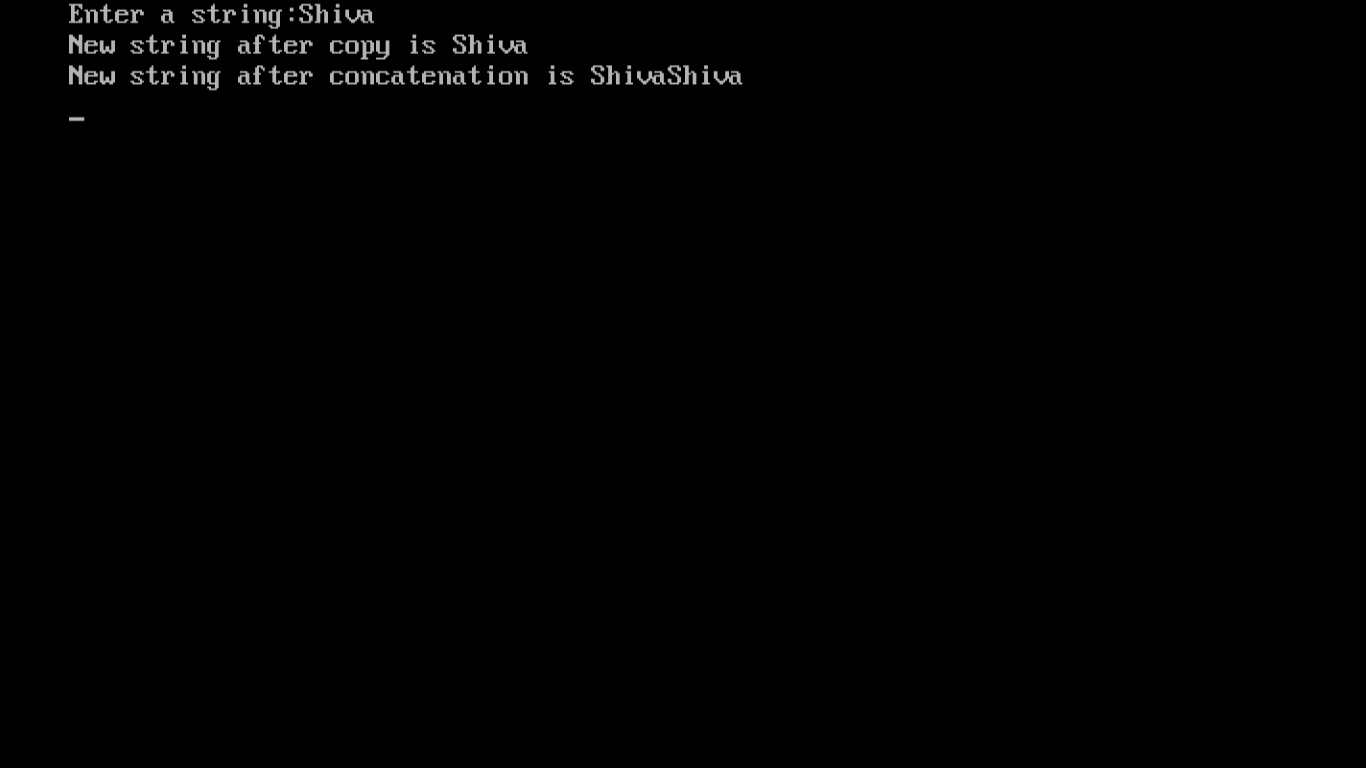 Enter a string:Shiva
New string after copy is Shiva
New string after concatenation is ShivaShiva
_